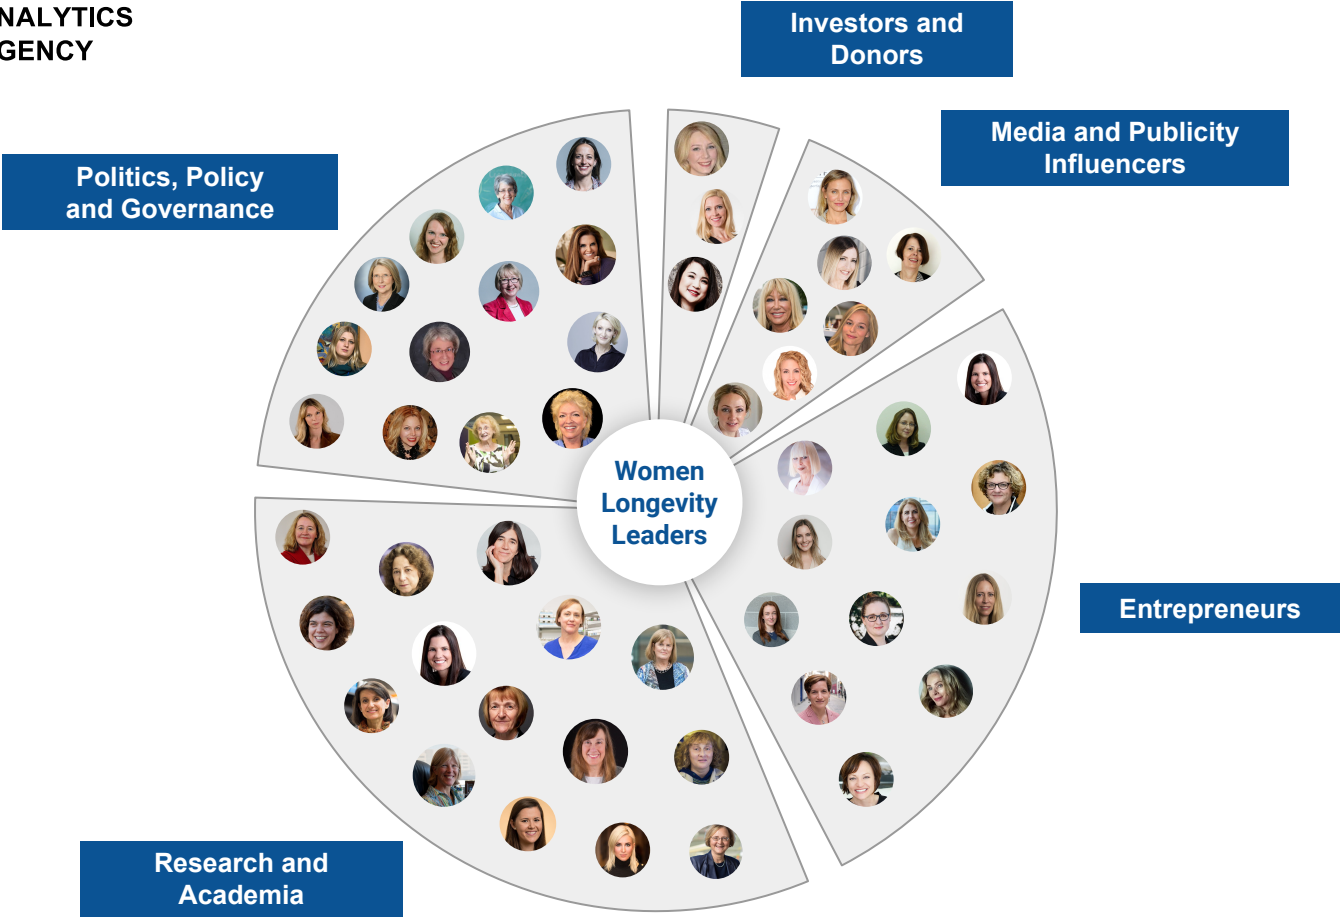 NALYTICS
GENCY
Investors and
Donors
Media and Publicity
Influencers
Politics, Policy
and Governance
Women
Longevity
Leaders
Entrepreneurs
Research and
Academia